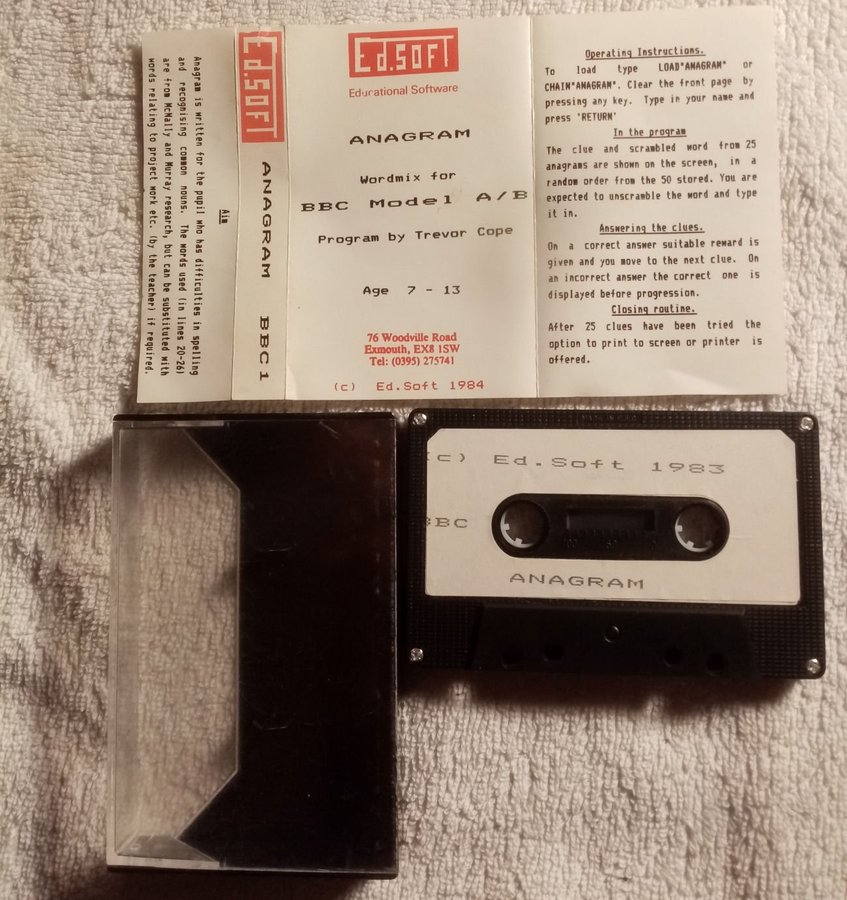 Aim
Anagram is written for the pupil who has difficulties in spelling
and recognising common nouns. The words used (in lines 20-26)
are from McNally and Murray research, but can be substituted with
words relating to project work etc. (by the teacher) if required.
Ed.SOFT
ANAGRAM BBC1
Ed.SOFT
Educational Software
ANAGRAM
Wordmix for
BBC Model A/B
Program by Trevor Cope
Age 7 - 13
76 Woodville Road
Exmouth, EX8 1SW
Tel: (0395) 275741
(c) Ed.Soft 1984
Operating Instructions.
To load type LOAD"ANAGRAM" or
CHAIN"ANAGRAM". Clear the front page by
pressing any key. Type in your name and
press 'RETURN'
In the program
The clue and scrambled word from 25
anagrams are shown on the screen, in a
random order from the 50 stored. You are
expected to unscramble the word and type
it in.
Answering the clues.
On a correct answer suitable reward is
given and you move to the next clue. On
an incorrect answer the correct one is
displayed before progression.
Closing routine.
After 25 clues have been tried the
option to print to screen or printer is
offered.
(c) Ed.Soft 1983
BBC
ANAGRAM